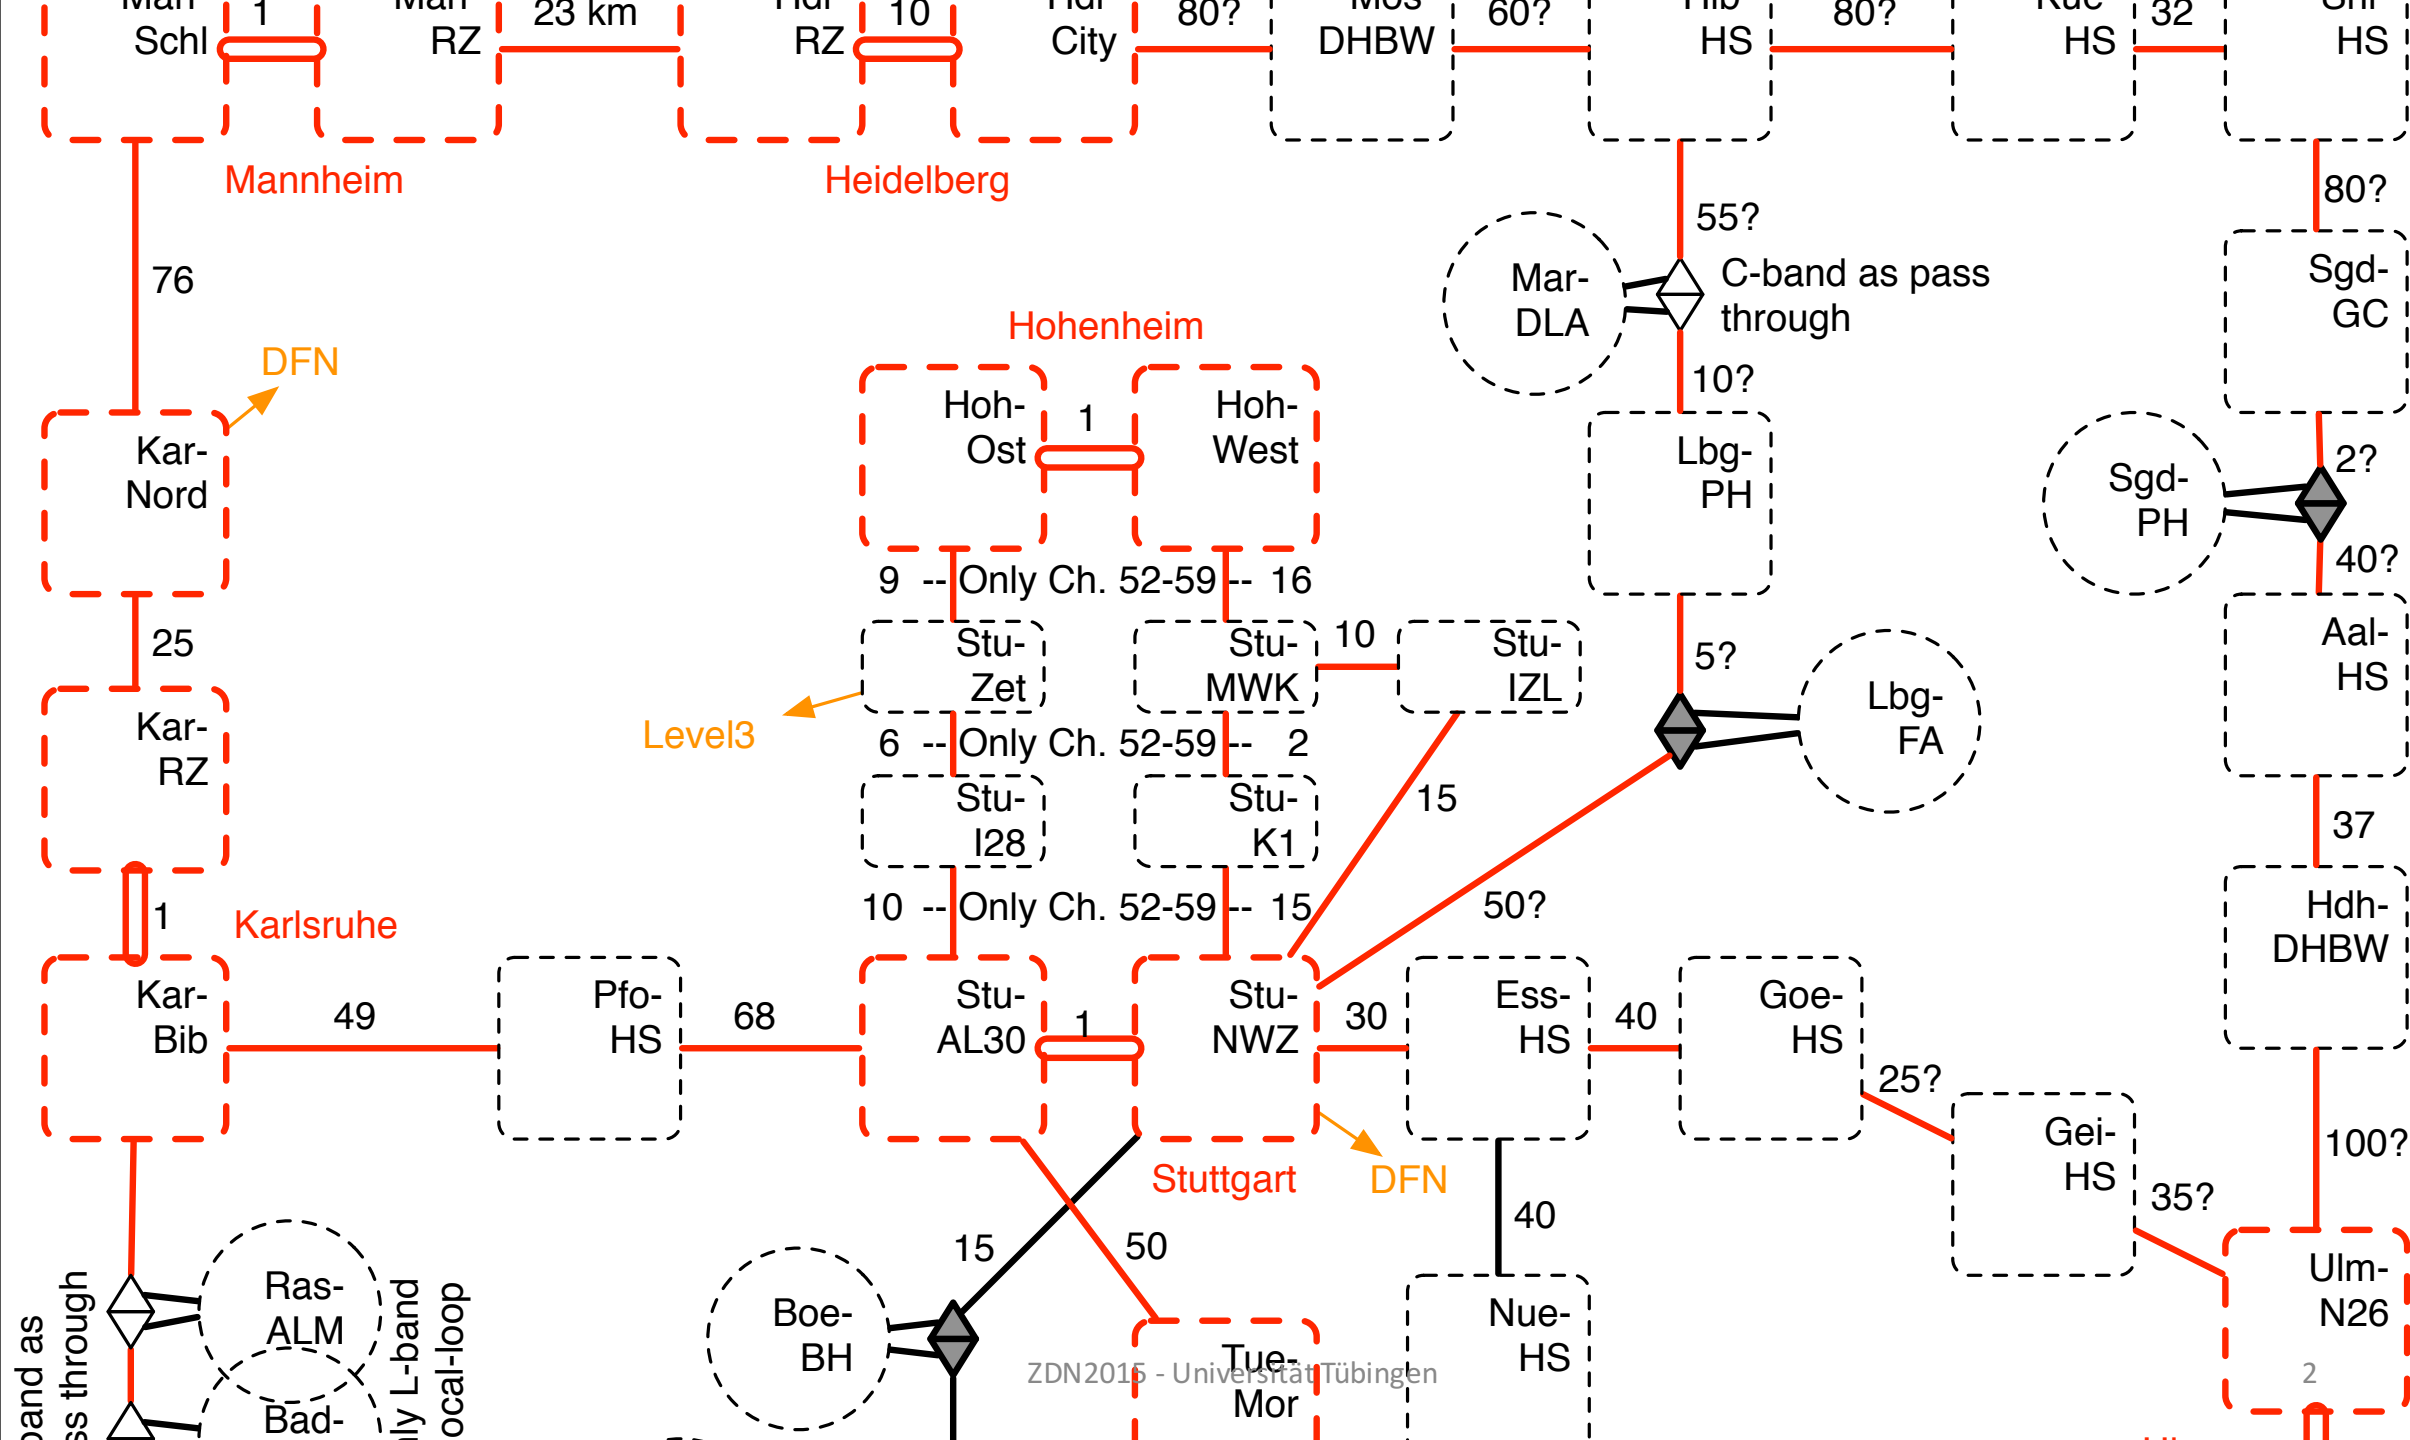 1
23 km
10
80?
60?
80?
32
Schl
RZ
RZ
City
DHBW
HS
HS
HS
Mannheim
Heidelberg
80?
55?
76
Mar-
DLA
C-band as pass
through
Sgd-
GC
Hohenheim
DFN
10?
Hoh-
Ost
1
Hoh-
West
Kar-
Nord
Lbg-
PH
2?
Sgd-
PH
40?
9 -- Only Ch. 52-59 -- 16
25
Stu-
Zet
Stu-
MWK
10
Stu-
IZL
5?
Aal-
HS
Lbg-
FA
Level3
6 -- Only Ch. 52-59 -- 2
Kar-
RZ
Stu-
I28
Stu-
K1
15
37
1
Karlsruhe
10 -- Only Ch. 52-59 -- 15
50?
Hdh-
DHBW
Kar-
Bib
49
Pfo-
HS
68
Stu-
AL30
1
Stu-
NWZ
30
Ess-
HS
40
Goe-
HS
25?
Gei-
HS
100?
Stuttgart
DFN
35?
40
15
50
Ras-
ALM
Boe-
BH
Nue-
HS
Ulm-
N26
Tue-
Mor
ZDN2015 - Universität Tübingen
2
Bad-
as
through
L-band